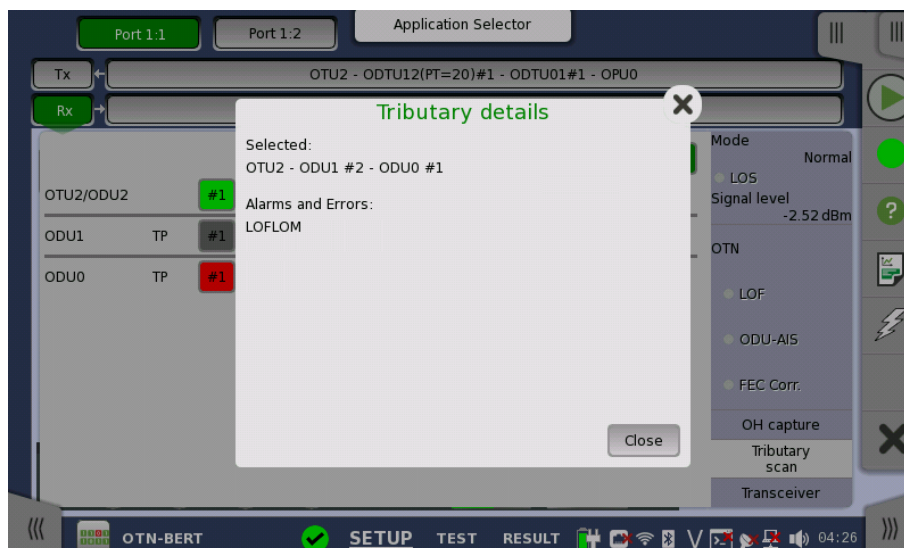 Port 1:1
Port 1:2
Application Selector
Tx
OTU2 - ODTU12(PT=20)#1 - ODTU01#1 - OPU0
Rx
Tributary details
Selected:
OTU2 - ODU1 #2 - ODU0 #1
Alarms and Errors:
LOFLOM
Close
OTU2/ODU2
#1
ODU1 TP #1
ODU0 TP #1
Mode
Normal
LOS
Signal level
-2.52 dBm
OTN
LOF
ODU-AIS
FEC Corr.
OH capture
Tributary
scan
Transceiver
OTN-BERT
SETUP TEST RESULT
04:26